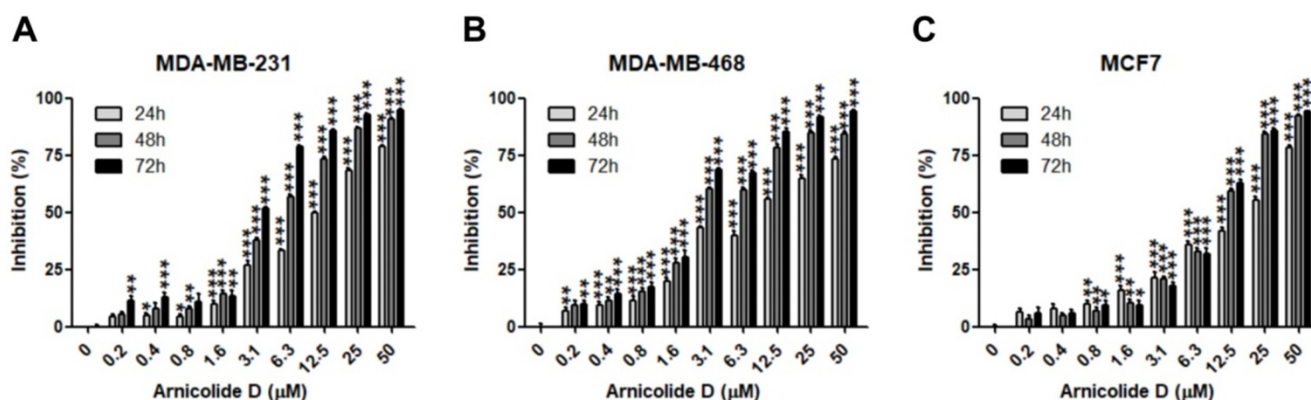 A
MDA-MB-231
24h
48h
72h
Inhibition (%)
100
75
50
25
0
** * *** * ** *** *** ** *** *** *** *** *** *** *** *** *** *** *** *** *** *** *** ***
0 0.2 0.4 0.8 1.6 3.1 6.3 12.5 25 50
Arnicolide D (μM)
B
MDA-MB-468
24h
48h
72h
Inhibition (%)
100
75
50
25
0
0 0.2 0.4 0.8 1.6 3.1 6.3 12.5 25 50
Arnicolide D (μM)
C
MCF7
24h
48h
72h
Inhibition (%)
100
75
50
25
0
0 0.2 0.4 0.8 1.6 3.1 6.3 12.5 25 50
Arnicolide D (μM)